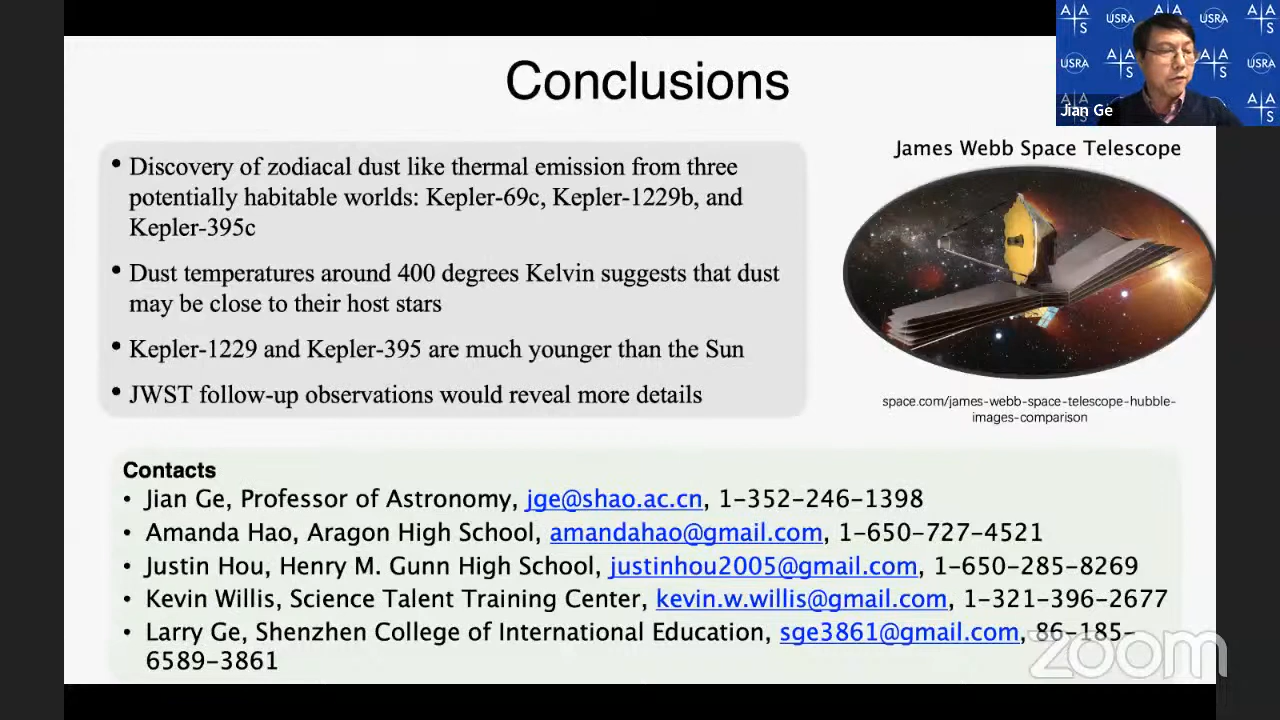 Conclusions
• Discovery of zodiacal dust like thermal emission from three
potentially habitable worlds: Kepler-69c, Kepler-1229b, and
Kepler-395c
• Dust temperatures around 400 degrees Kelvin suggests that dust
may be close to their host stars
• Kepler-1229 and Kepler-395 are much younger than the Sun
• JWST follow-up observations would reveal more details
A A S
USRA
A A S
USRA
A A S
USRA
A A S
A A S
USRA
A A
A A S
Jian Ge
James Webb Space Telescope
space.com/james-webb-space-telescope-hubble-
images-comparison
Contacts
• Jian Ge, Professor of Astronomy, jge@shao.ac.cn, 1-352-246-1398
• Amanda Hao, Aragon High School, amandahao@gmail.com, 1-650-727-4521
• Justin Hou, Henry M. Gunn High School, justinhou2005@gmail.com, 1-650-285-8269
• Kevin Willis, Science Talent Training Center, kevin.w.willis@gmail.com, 1-321-396-2677
• Larry Ge, Shenzhen College of International Education, sge3861@gmail.com, 86-185-
6589-3861
zoom